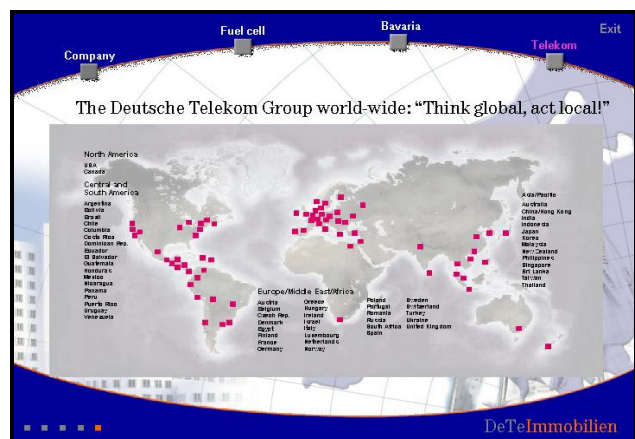 Company
Fuel cell
Bavaria
Telekom
Exit
The Deutsche Telekom Group world-wide: “Think global, act local!”
North America
USA
Canada
Central and
South America
Argentina
Bolivia
Brasil
Chile
Columbia
Costa Rica
Dominican Rep.
Ecuador
El Salvador
Guatemala
Honduras
Mexico
Nicaragua
Panama
Peru
Puerto Rico
Uruguay
Venezuela
Europe/Middle East/Africa
Austria
Belgium
Czech Rep.
Denmark
Egypt
Finland
France
Germany
Greece
Hungary
Ireland
Israel
Italy
Luxembourg
Netherlands
Norway
Poland
Portugal
Romania
Russia
South Africa
Spain
Sweden
Switzerland
Turkey
Ukraine
United Kingdom
Asia/Pacific
Australia
China/Hong Kong
India
Indonesia
Japan
Korea
Malaysia
New Zealand
Philippines
Singapore
Sri Lanka
Taiwan
Thailand
DeTeImmobilien